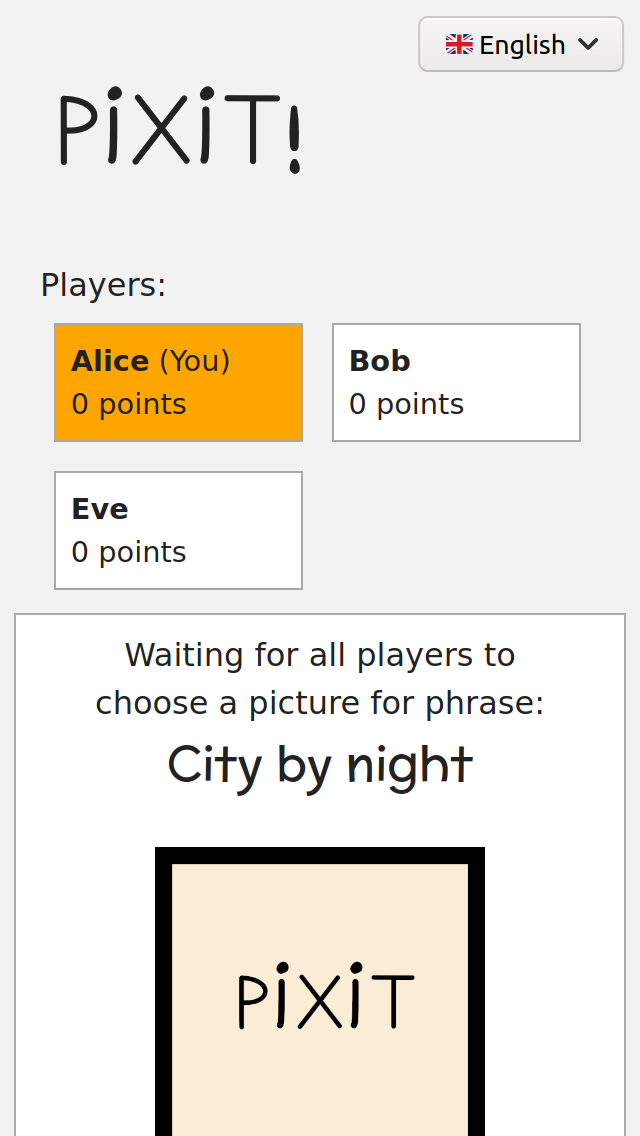 English
PiXiT!
Players:
Alice (You)
0 points
Bob
0 points
Eve
0 points
Waiting for all players to
choose a picture for phrase:
City by night
PiXiT